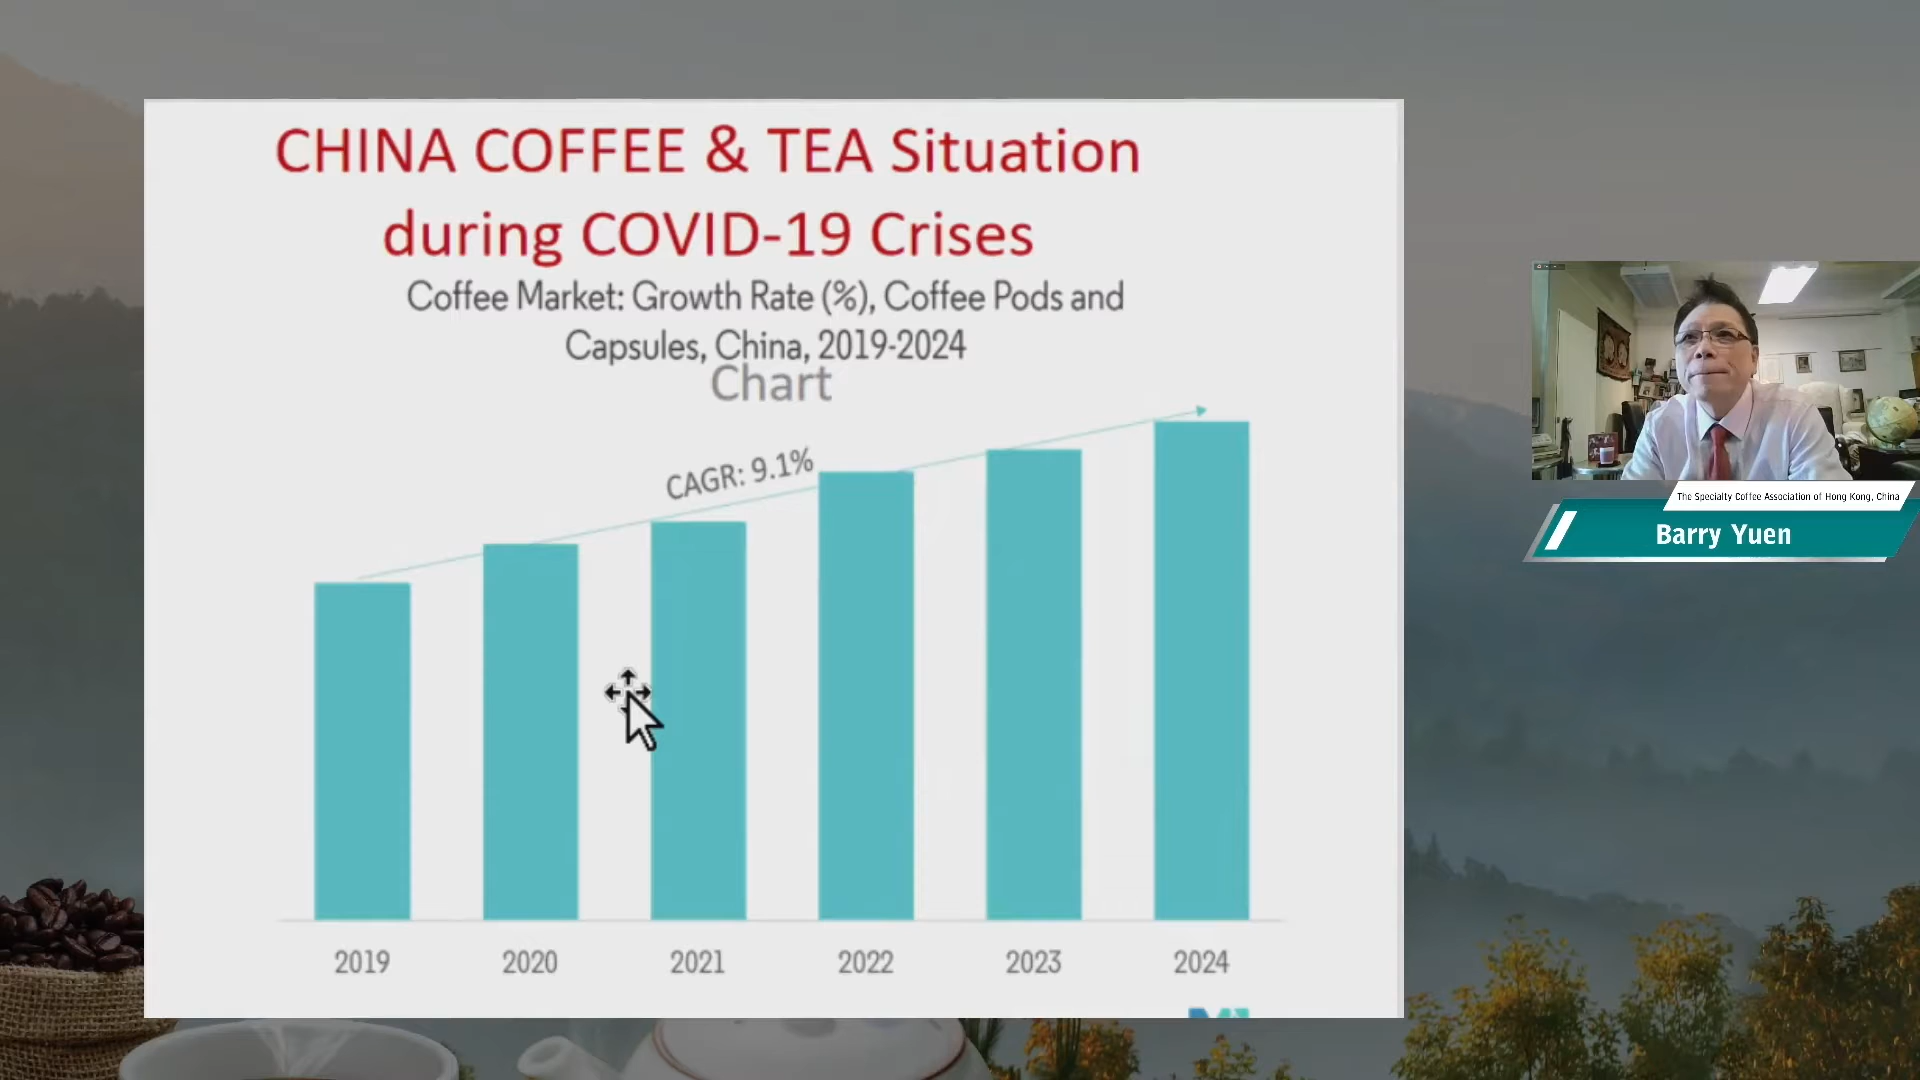 CHINA COFFEE & TEA Situation
during COVID-19 Crises
Coffee Market: Growth Rate (%), Coffee Pods and
Capsules, China, 2019-2024
Chart
CAGR: 9.1%
2019
2020
2021
2022
2023
2024
The Specialty Coffee Association of Hong Kong, China
Barry Yuen